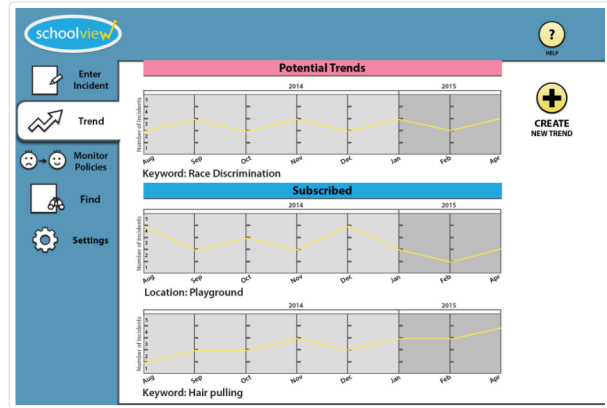 schoolview
?
HELP
Enter
Incident
Trend
Monitor
Policies
Find
Settings
CREATE
NEW TREND
Potential Trends
2014 2015
Number of Incidents
5
4
3
2
1
Aug Sep Oct Nov Dec Jan Feb Apr
Keyword: Race Discrimination
Subscribed
2014 2015
Number of Incidents
5
4
3
2
1
Aug Sep Oct Nov Dec Jan Feb Apr
Location: Playground
2014 2015
Number of Incidents
5
4
3
2
1
Aug Sep Oct Nov Dec Jan Feb Apr
Keyword: Hair pulling